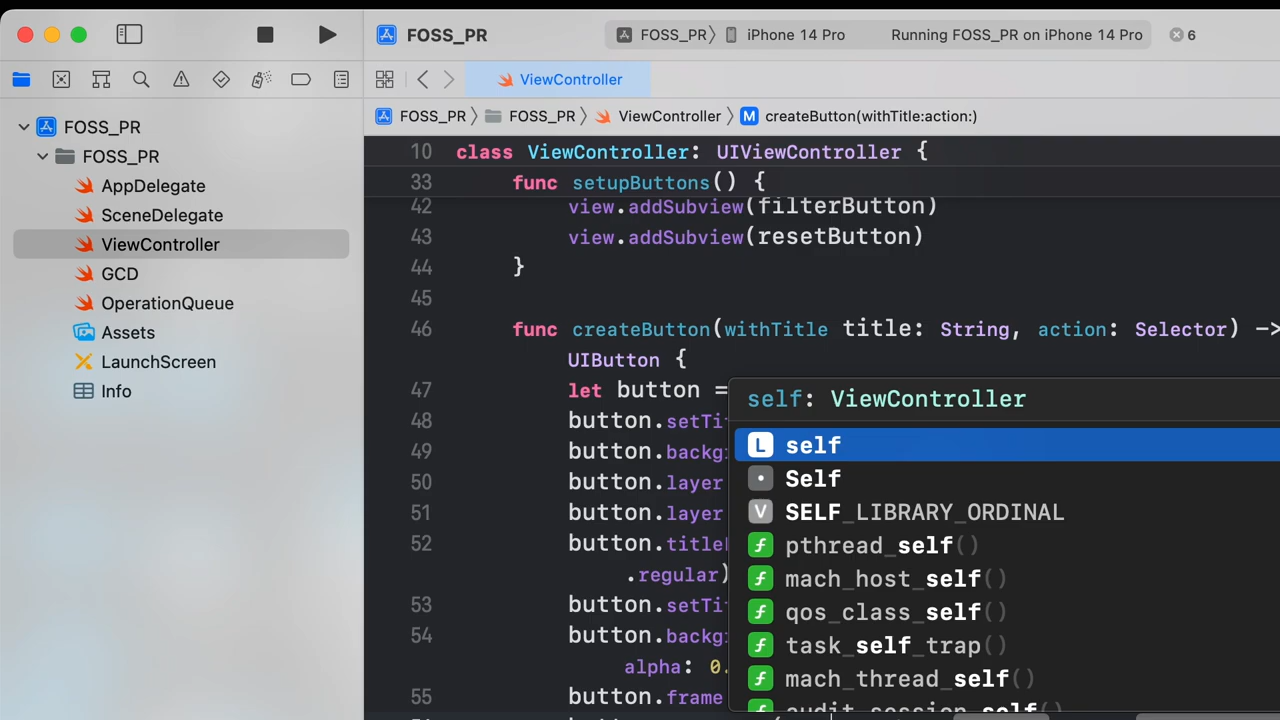 FOSS_PR
FOSS_PR 〉 iPhone 14 Pro
Running FOSS_PR on iPhone 14 Pro
6
ViewController
FOSS_PR 〉 FOSS_PR 〉 ViewController 〉 M createButton(withTitle:action:)
FOSS_PR
FOSS_PR
AppDelegate
SceneDelegate
ViewController
GCD
OperationQueue
Assets
LaunchScreen
Info
10 class ViewController: UIViewController {
33 func setupButtons() {
42 view.addSubview(filterButton)
43 view.addSubview(resetButton)
44 }
45
46 func createButton(withTitle title: String, action: Selector) ->
UIButton {
47 let button =
48 button.setTi
49 button.backg
50 button.layer
51 button.layer
52 button.title
.regular)
53 button.setTi
54 button.backg
alpha: 0.
55 button.frame
self: ViewController
L self
Self
V SELF_LIBRARY_ORDINAL
f pthread_self()
f mach_host_self()
f qos_class_self()
f task_self_trap()
f mach_thread_self()
audit_session_self()